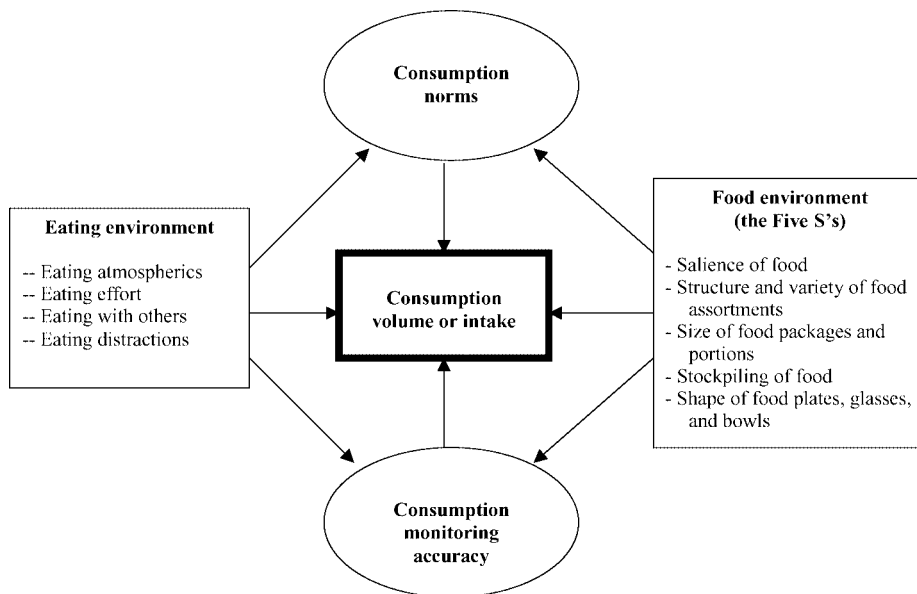 Consumption
norms
Eating environment
-- Eating atmospherics
-- Eating effort
-- Eating with others
-- Eating distractions
Consumption
volume or intake
Food environment
(the Five S's)
- Salience of food
- Structure and variety of food
assortments
- Size of food packages and
portions
- Stockpiling of food
- Shape of food plates, glasses,
and bowls
Consumption
monitoring
accuracy